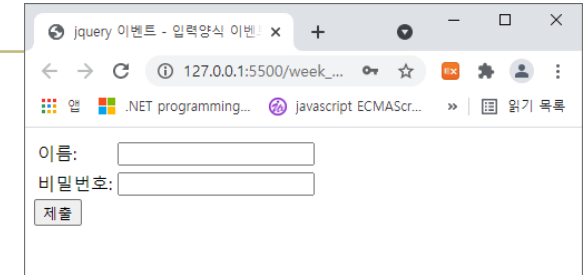 jquery 이벤트 - 입력양식 이벤
127.0.0.1:5500/week_...
앱 .NET programming... javascript ECMAScr... » 읽기 목록
이름:
비밀번호:
제출